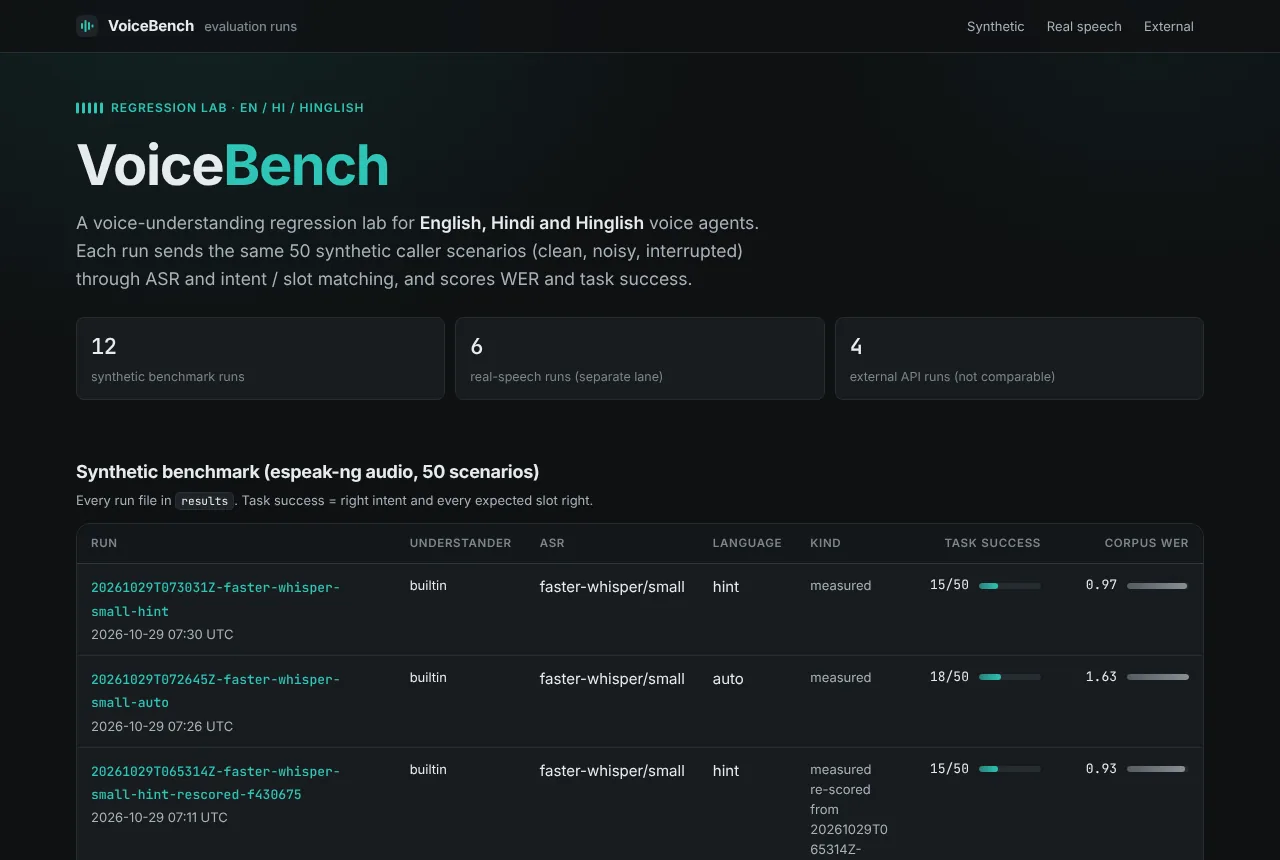 VoiceBench evaluation runs Synthetic Real speech External
REGRESSION LAB · EN / HI / HINGLISH
VoiceBench
A voice-understanding regression lab for English, Hindi and Hinglish voice agents.
Each run sends the same 50 synthetic caller scenarios (clean, noisy, interrupted)
through ASR and intent / slot matching, and scores WER and task success.
12
synthetic benchmark runs
6
real-speech runs (separate lane)
4
external API runs (not comparable)
Synthetic benchmark (espeak-ng audio, 50 scenarios)
Every run file in results. Task success = right intent and every expected slot right.
RUN UNDERSTANDER ASR LANGUAGE KIND TASK SUCCESS CORPUS WER
20261029T073031Z-faster-whisper- builtin faster-whisper/small hint measured 15/50 0.97
small-hint
2026-10-29 07:30 UTC
20261029T072645Z-faster-whisper- builtin faster-whisper/small auto measured 18/50 1.63
small-auto
2026-10-29 07:26 UTC
20261029T065314Z-faster-whisper- builtin faster-whisper/small hint measured 15/50 0.93
small-hint-rescored-f430675 re-scored
2026-10-29 07:11 UTC from
20261029T0
65314Z-